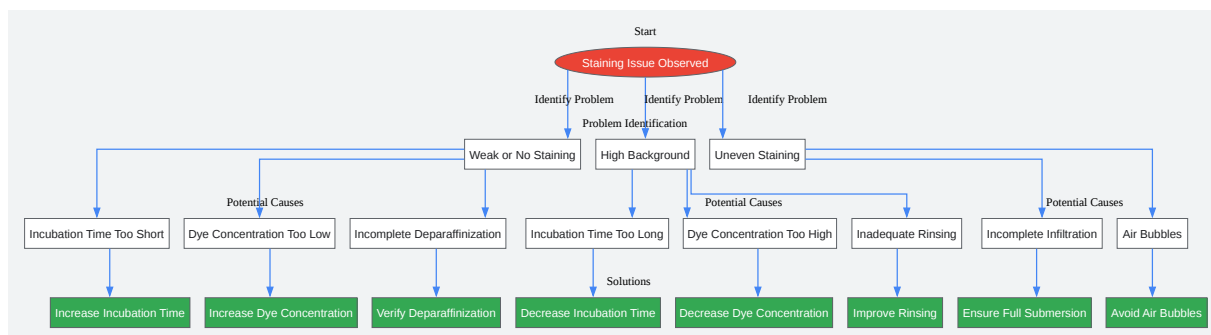 Start
Staining Issue Observed
Identify Problem
Identify Problem
Identify Problem
Problem Identification
Weak or No Staining
High Background
Uneven Staining
Potential Causes
Potential Causes
Potential Causes
Incubation Time Too Short
Dye Concentration Too Low
Incomplete Deparaffinization
Incubation Time Too Long
Dye Concentration Too High
Inadequate Rinsing
Incomplete Infiltration
Air Bubbles
Solutions
Increase Incubation Time
Increase Dye Concentration
Verify Deparaffinization
Decrease Incubation Time
Decrease Dye Concentration
Improve Rinsing
Ensure Full Submersion
Avoid Air Bubbles